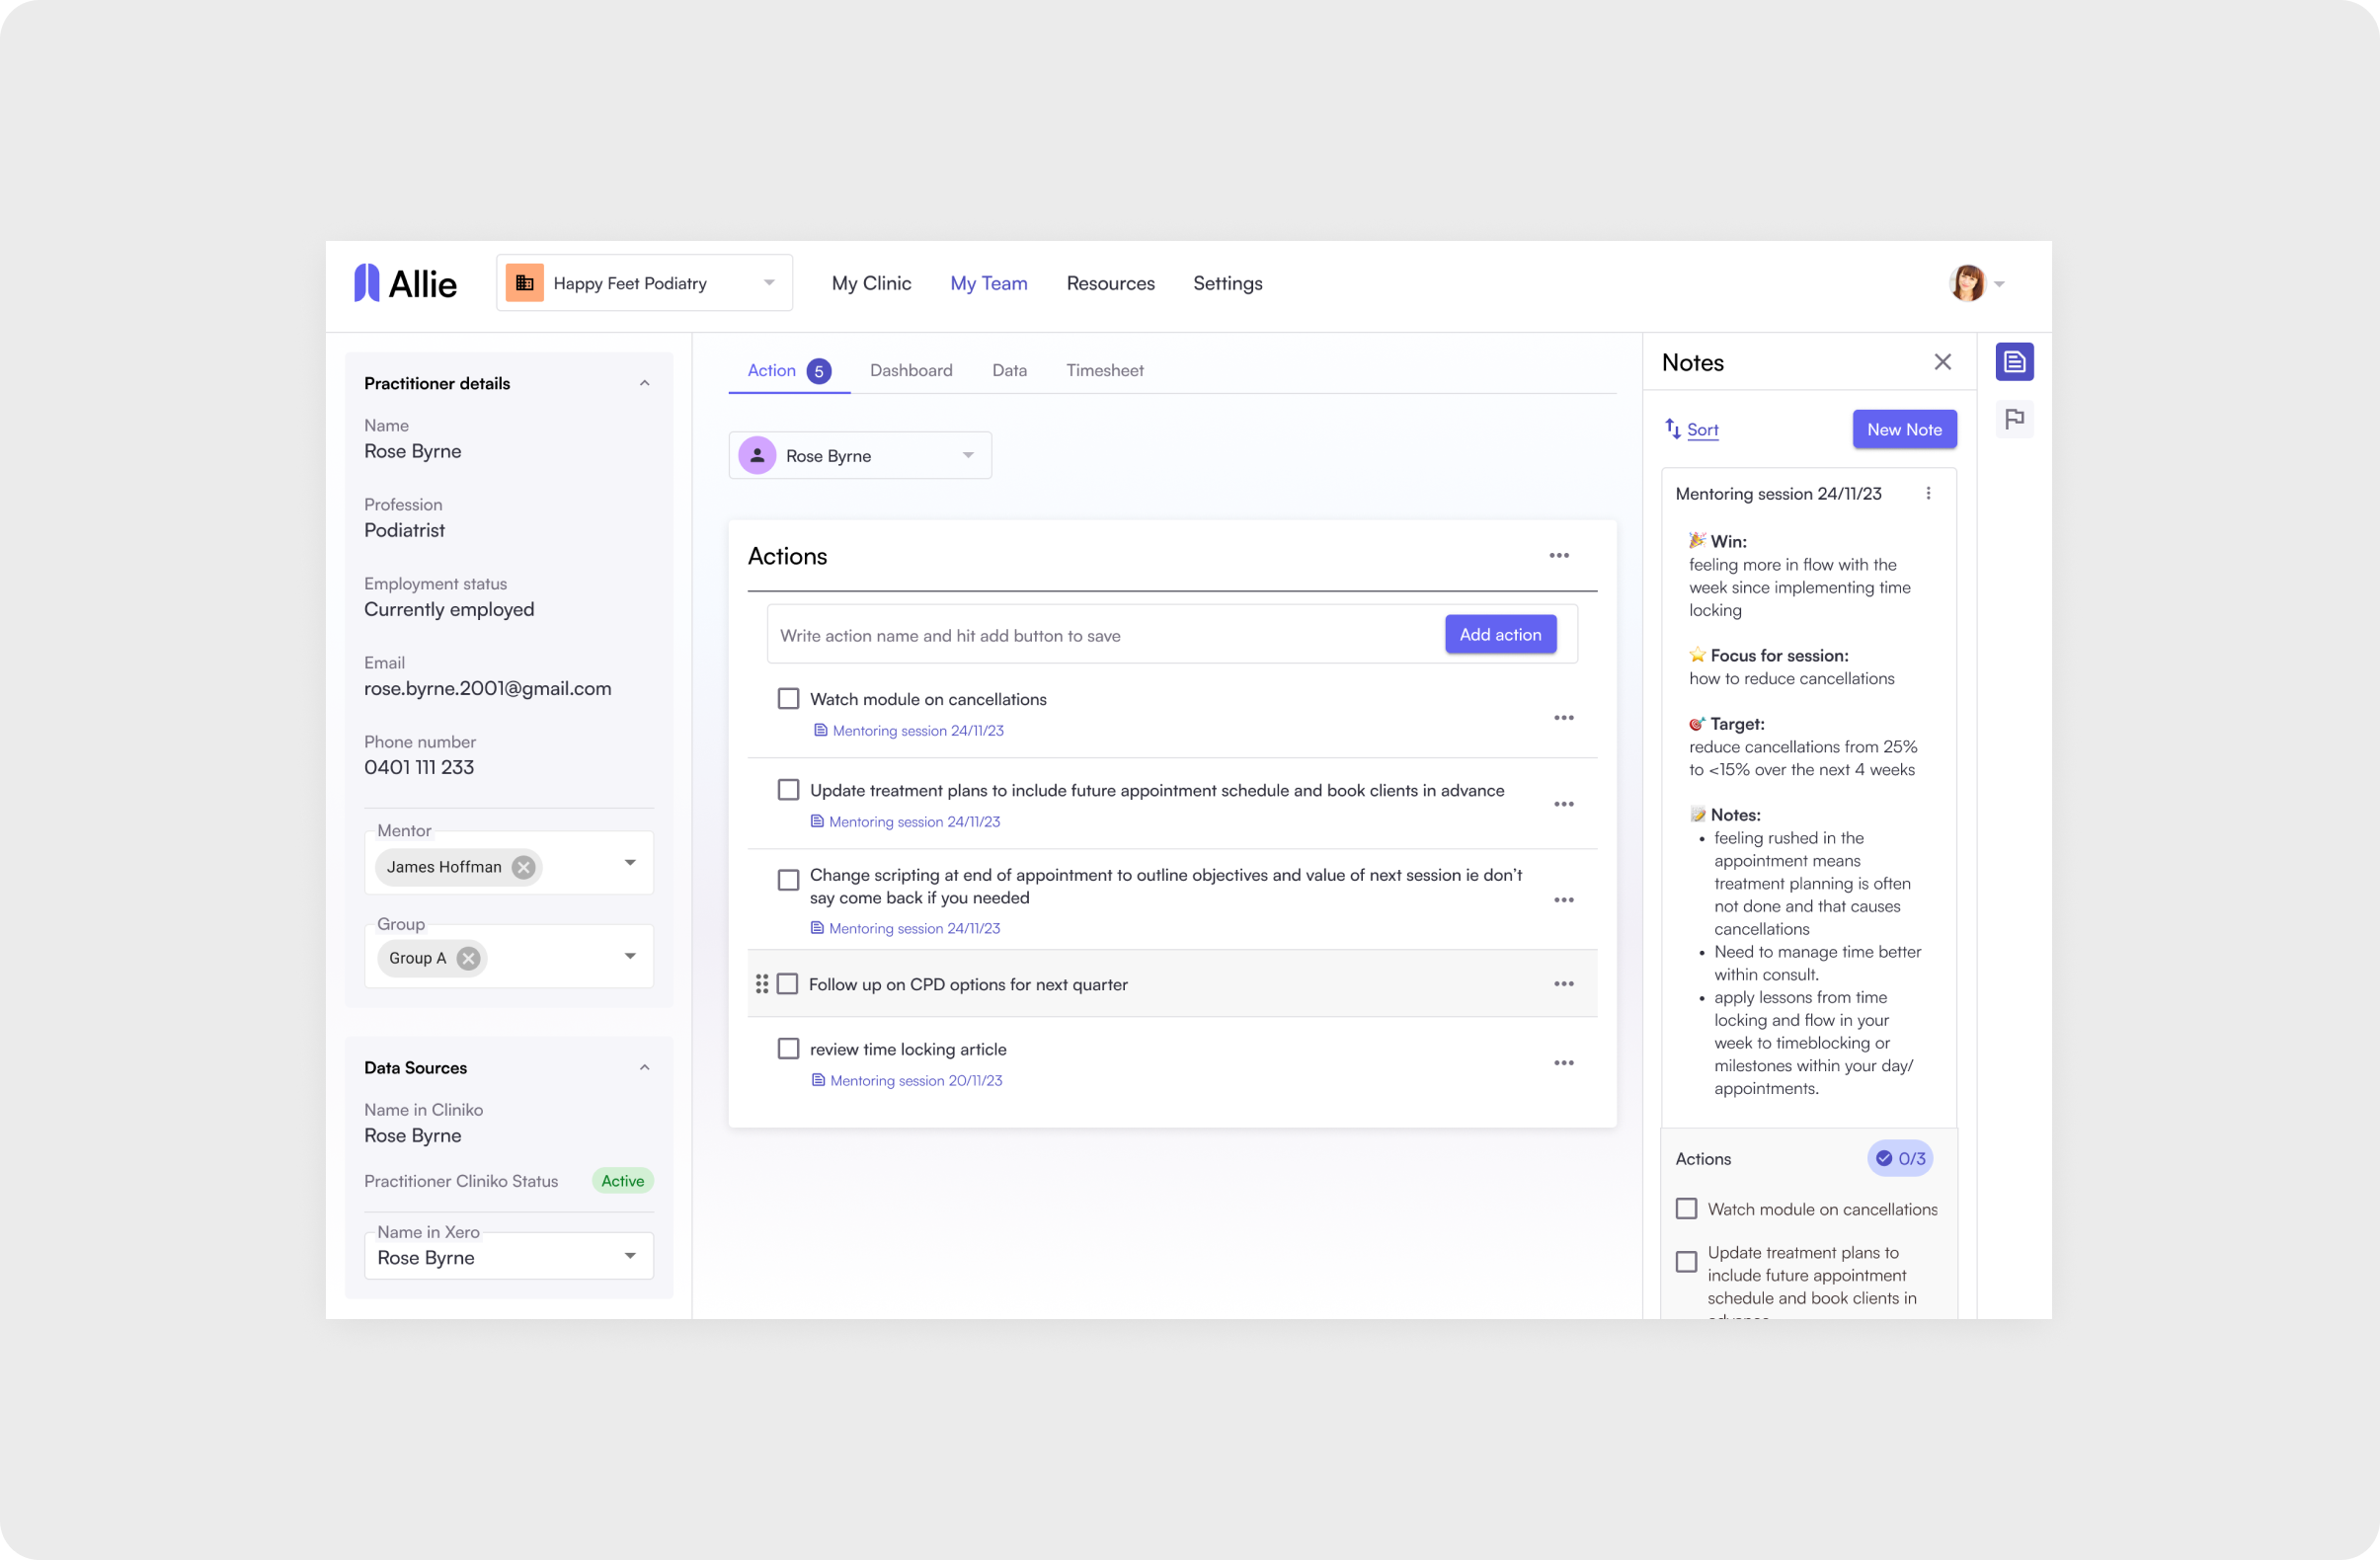 Allie
Happy Feet Podiatry
My Clinic
My Team
Resources
Settings
Practitioner details
Name
Rose Byrne
Profession
Podiatrist
Employment status
Currently employed
Email
rose.byrne.2001@gmail.com
Phone number
0401 111 233
Mentor
James Hoffman
Group
Group A
Data Sources
Name in Cliniko
Rose Byrne
Practitioner Cliniko Status
Active
Name in Xero
Rose Byrne
Action 5
Dashboard
Data
Timesheet
Rose Byrne
Actions
Write action name and hit add button to save
Add action
Watch module on cancellations
Mentoring session 24/11/23
Update treatment plans to include future appointment schedule and book clients in advance
Mentoring session 24/11/23
Change scripting at end of appointment to outline objectives and value of next session ie don't
say come back if you needed
Mentoring session 24/11/23
Follow up on CPD options for next quarter
review time locking article
Mentoring session 20/11/23
Notes
Sort
New Note
Mentoring session 24/11/23
🎉 Win:
feeling more in flow with the
week since implementing time
locking
⭐ Focus for session:
how to reduce cancellations
🎯 Target:
reduce cancellations from 25%
to <15% over the next 4 weeks
📝 Notes:
• feeling rushed in the
appointment means
treatment planning is often
not done and that causes
cancellations
• Need to manage time better
within consult.
• apply lessons from time
locking and flow in your
week to timeblocking or
milestones within your day/
appointments.
Actions
0/3
Watch module on cancellations
Update treatment plans to
include future appointment
schedule and book clients in